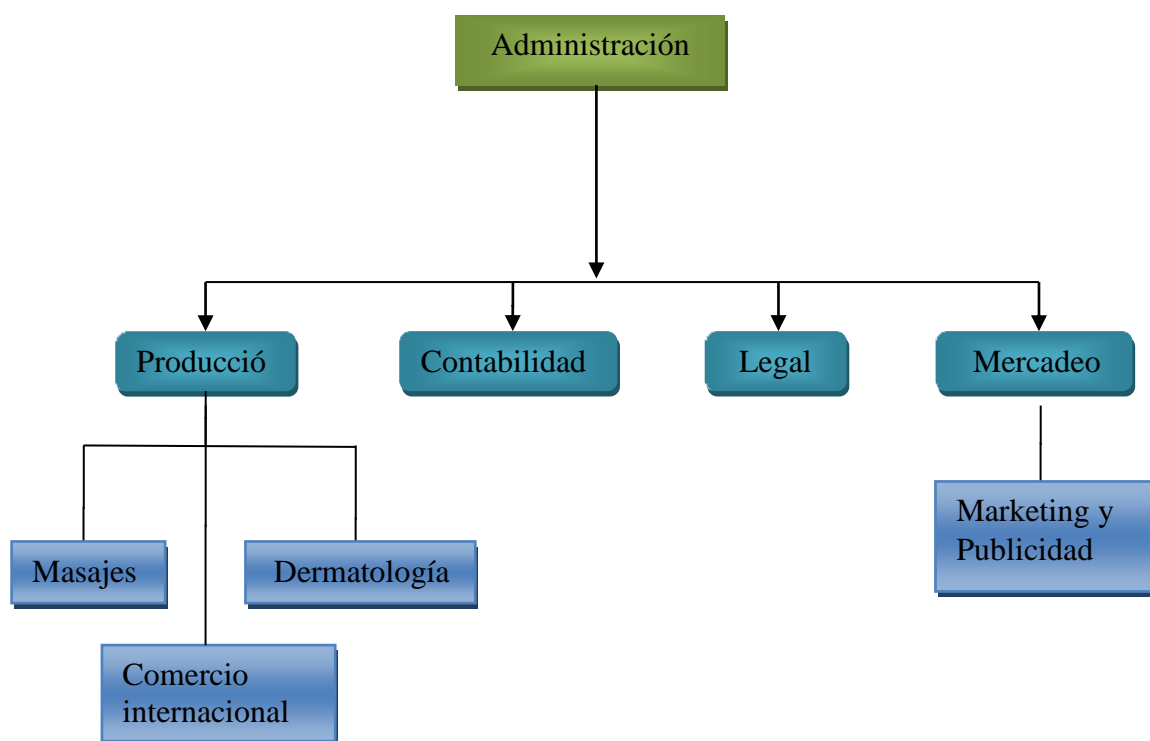 Administración
Producció
Contabilidad
Legal
Mercadeo
Marketing y
Publicidad
Masajes
Dermatología
Comercio
internacional